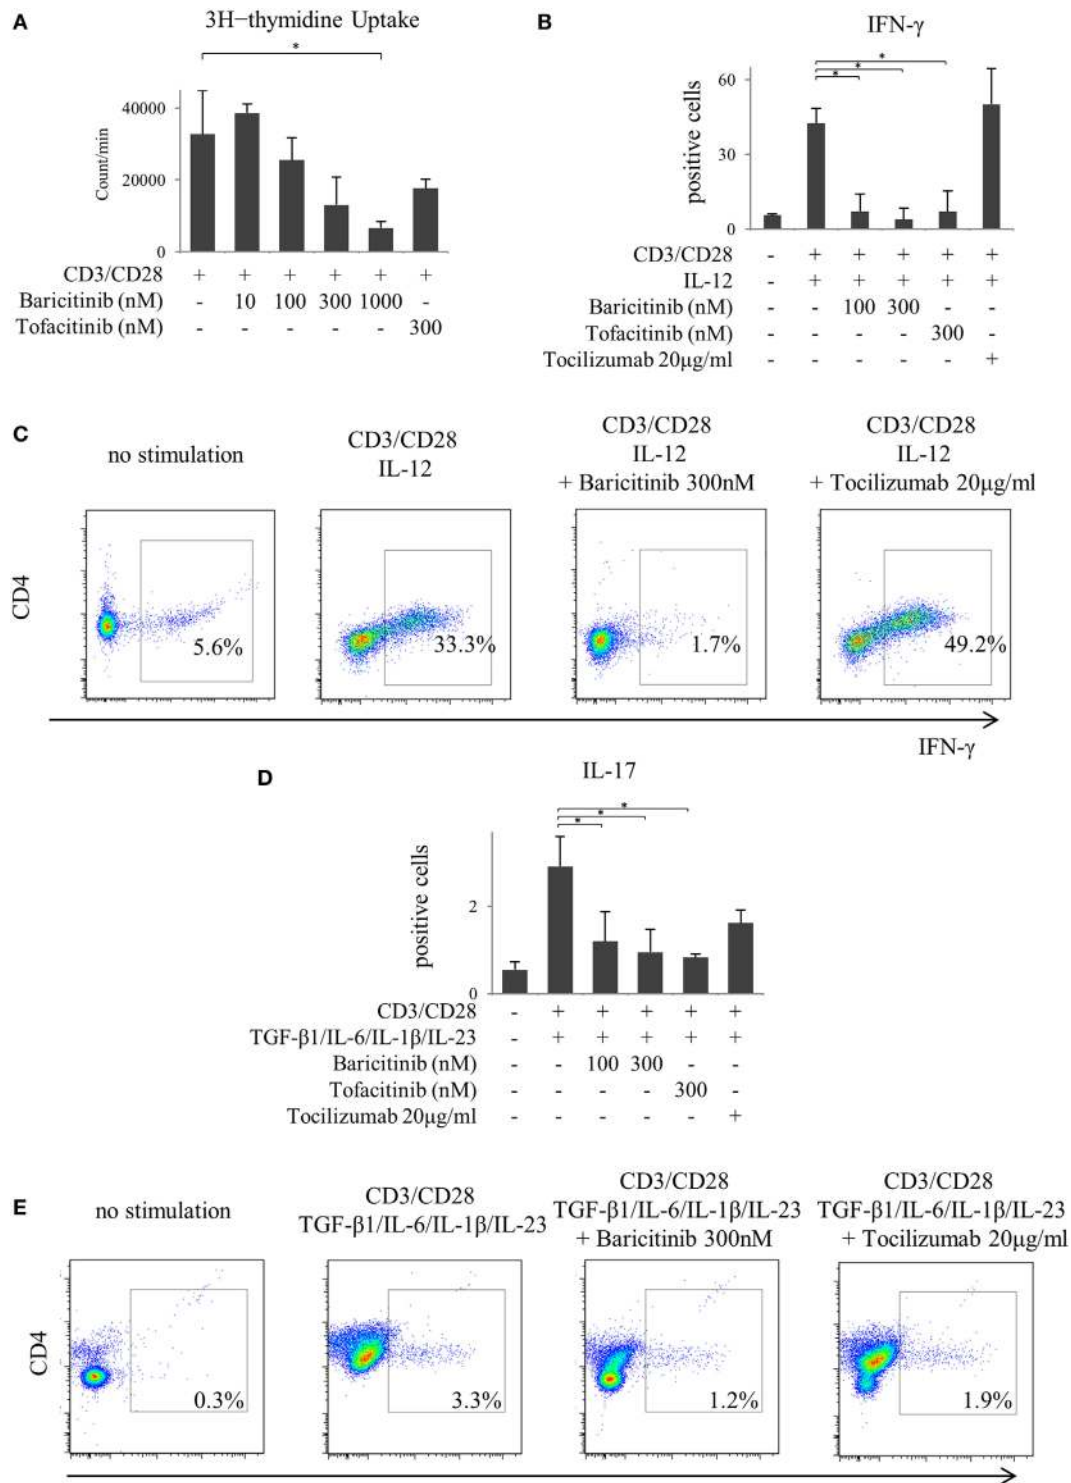 A
3H−thymidine Uptake
*
40000
20000
0
Count/min
CD3/CD28 + + + + + +
Baricitinib (nM) - 10 100 300 1000 -
Tofacitinib (nM) - - - - - 300
B
IFN-γ
* * *
60
30
0
positive cells
CD3/CD28 - + + + + +
IL-12 - + + + + +
Baricitinib (nM) - - 100 300 - -
Tofacitinib (nM) - - - - 300 -
Tocilizumab 20μg/ml - - - - - +
C
no stimulation
CD3/CD28
IL-12
CD3/CD28
IL-12
+ Baricitinib 300nM
CD3/CD28
IL-12
+ Tocilizumab 20μg/ml
CD4
5.6%
33.3%
1.7%
49.2%
IFN-γ
D
IL-17
* * *
2
0
positive cells
CD3/CD28 - + + + + +
TGF-β1/IL-6/IL-1β/IL-23 - + + + + +
Baricitinib (nM) - - 100 300 - -
Tofacitinib (nM) - - - - 300 -
Tocilizumab 20μg/ml - - - - - +
E
no stimulation
CD3/CD28
TGF-β1/IL-6/IL-1β/IL-23
CD3/CD28
TGF-β1/IL-6/IL-1β/IL-23
+ Baricitinib 300nM
CD3/CD28
TGF-β1/IL-6/IL-1β/IL-23
+ Tocilizumab 20μg/ml
CD4
0.3%
3.3%
1.2%
1.9%